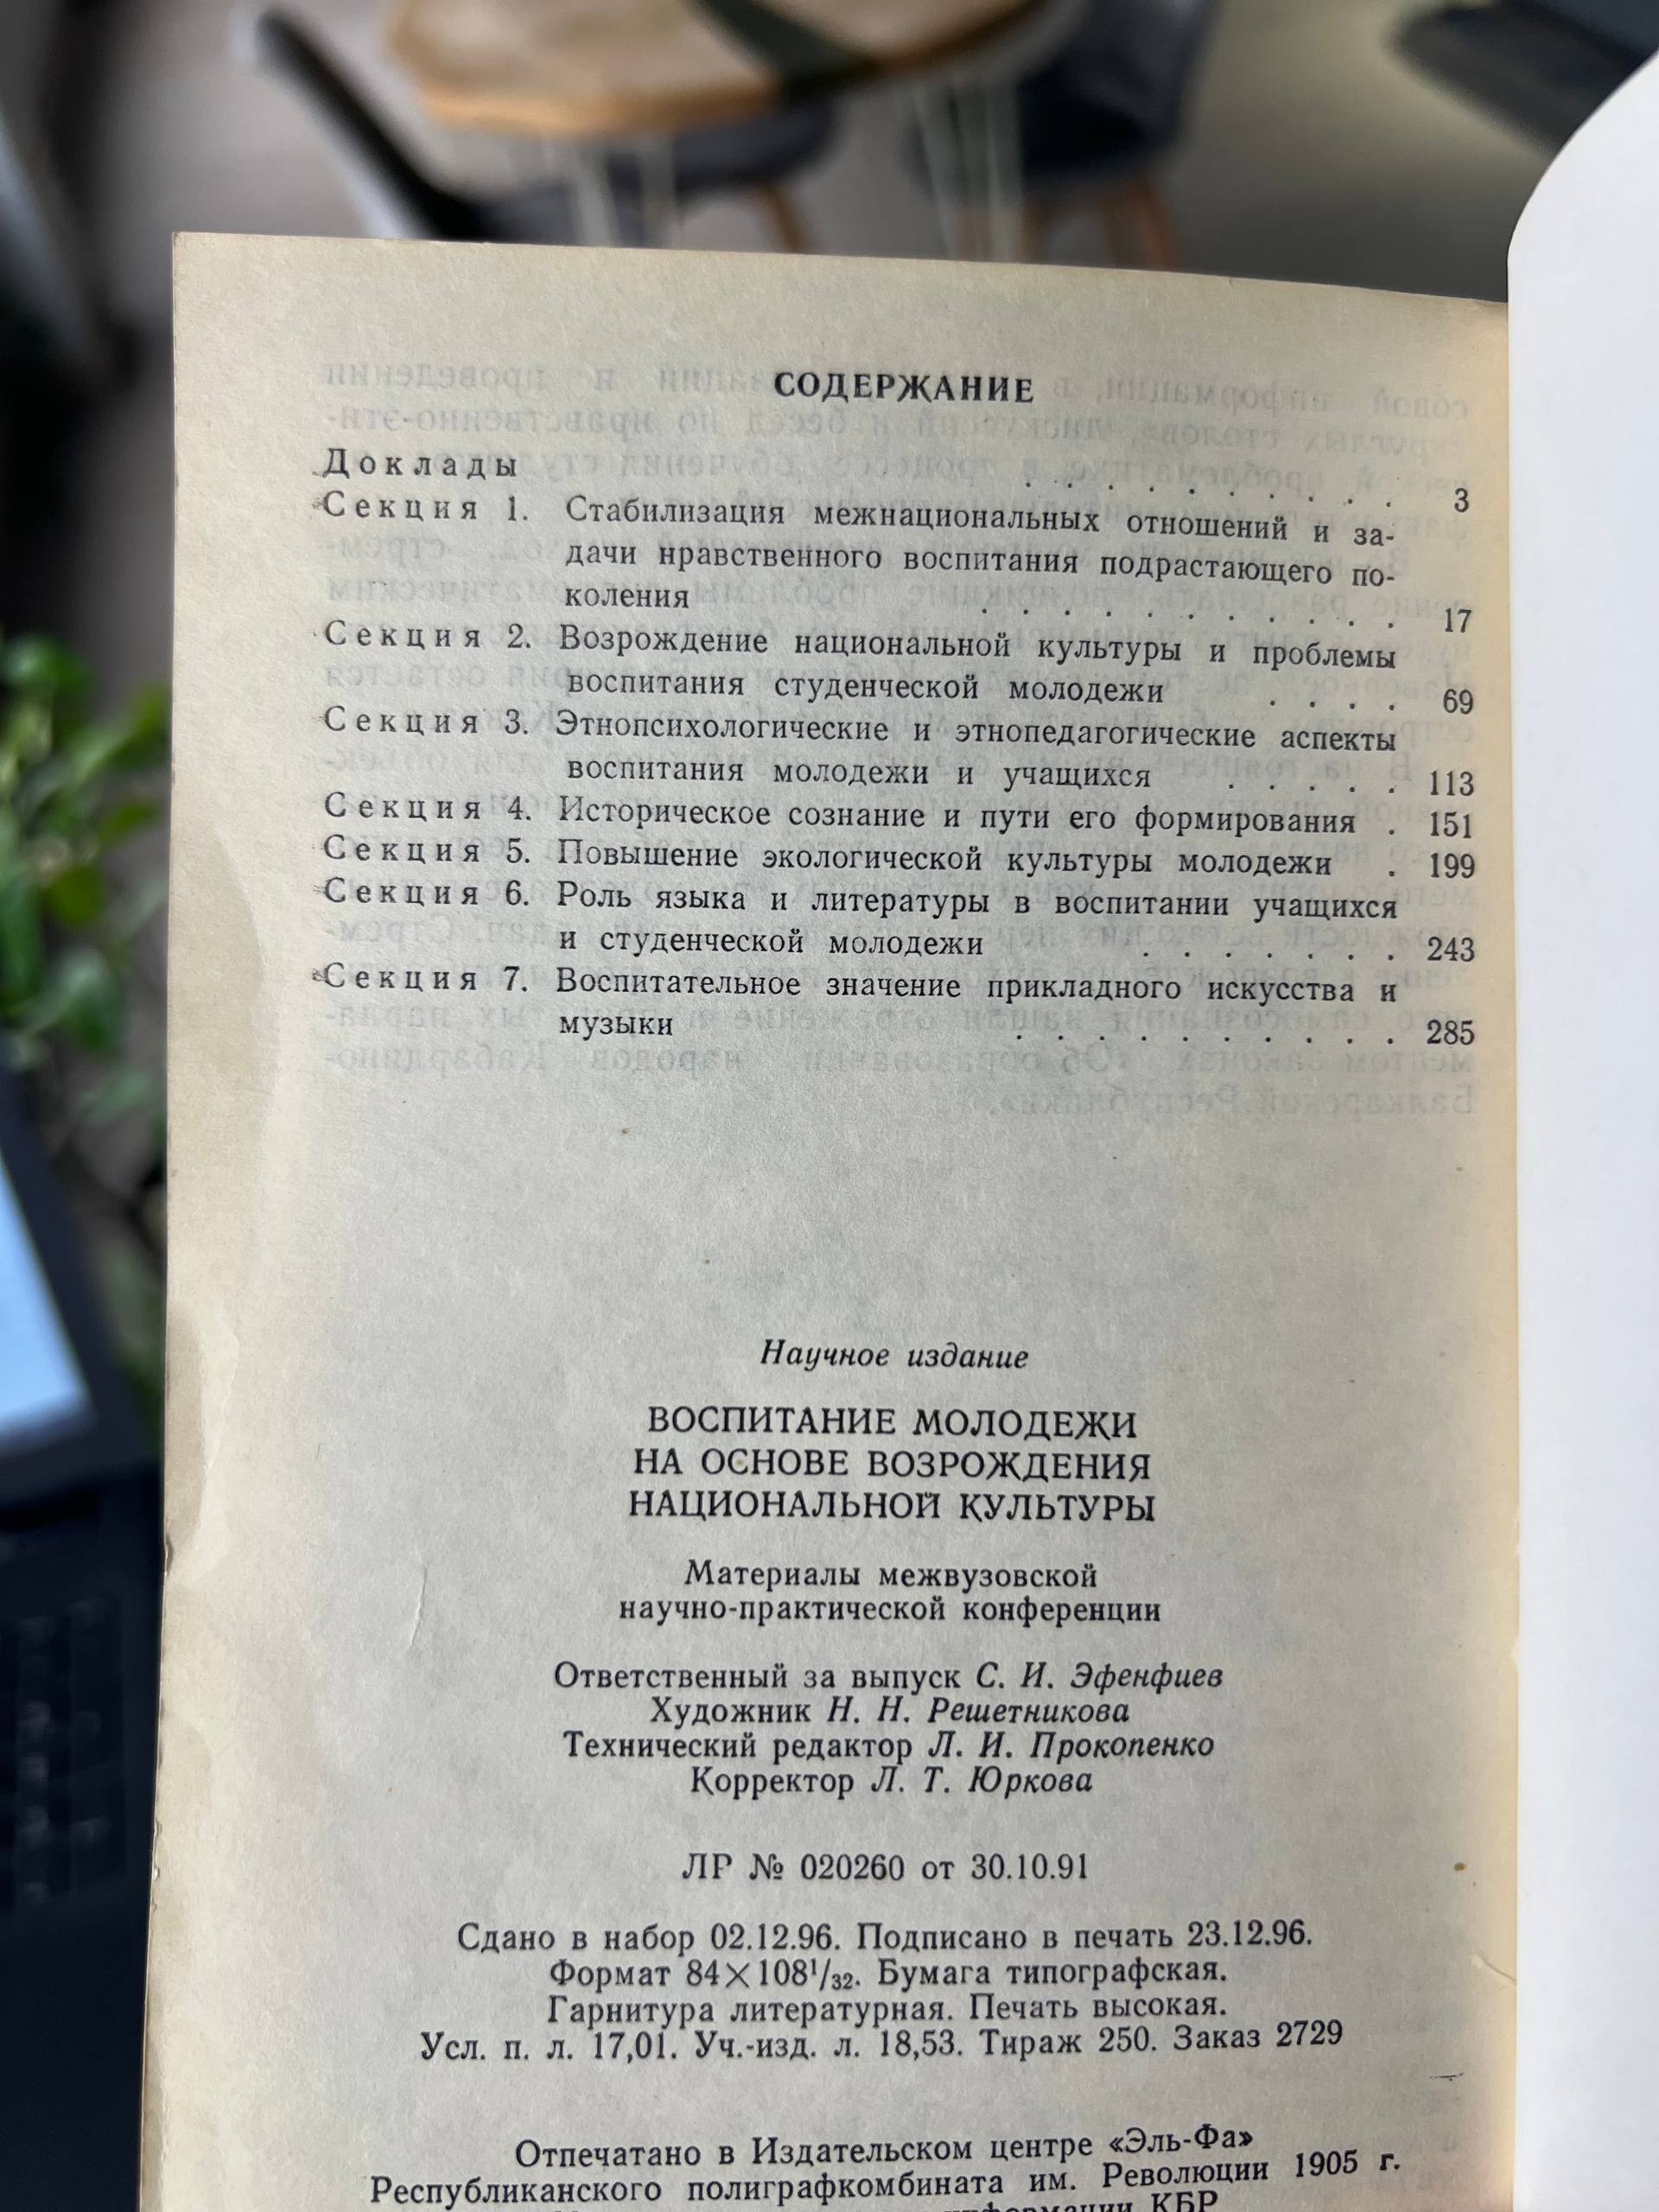 СОДЕРЖАНИЕ
Доклады . . . . . . . . . . 3
Секция 1. Стабилизация межнациональных отношений и за-
дачи нравственного воспитания подрастающего по-
коления . . . . . . . . . . . 17
Секция 2. Возрождение национальной культуры и проблемы
воспитания студенческой молодежи . . . . 69
Секция 3. Этнопсихологические и этнопедагогические аспекты
воспитания молодежи и учащихся . . . . . 113
Секция 4. Историческое сознание и пути его формирования . 151
Секция 5. Повышение экологической культуры молодежи . 199
Секция 6. Роль языка и литературы в воспитании учащихся
и студенческой молодежи . . . . . . . 243
Секция 7. Воспитательное значение прикладного искусства и
музыки . . . . . . . . . . 285
Научное издание
ВОСПИТАНИЕ МОЛОДЕЖИ
НА ОСНОВЕ ВОЗРОЖДЕНИЯ
НАЦИОНАЛЬНОЙ КУЛЬТУРЫ
Материалы межвузовской
научно-практической конференции
Ответственный за выпуск С. И. Эфенфиев
Художник Н. Н. Решетникова
Технический редактор Л. И. Прокопенко
Корректор Л. Т. Юркова
ЛР № 020260 от 30.10.91
Сдано в набор 02.12.96. Подписано в печать 23.12.96.
Формат 84×108¹/₃₂. Бумага типографская.
Гарнитура литературная. Печать высокая.
Усл. п. л. 17,01. Уч.-изд. л. 18,53. Тираж 250. Заказ 2729
Отпечатано в Издательском центре «Эль-Фа»
Республиканского полиграфкомбината им. Революции 1905 г.
информации КБР